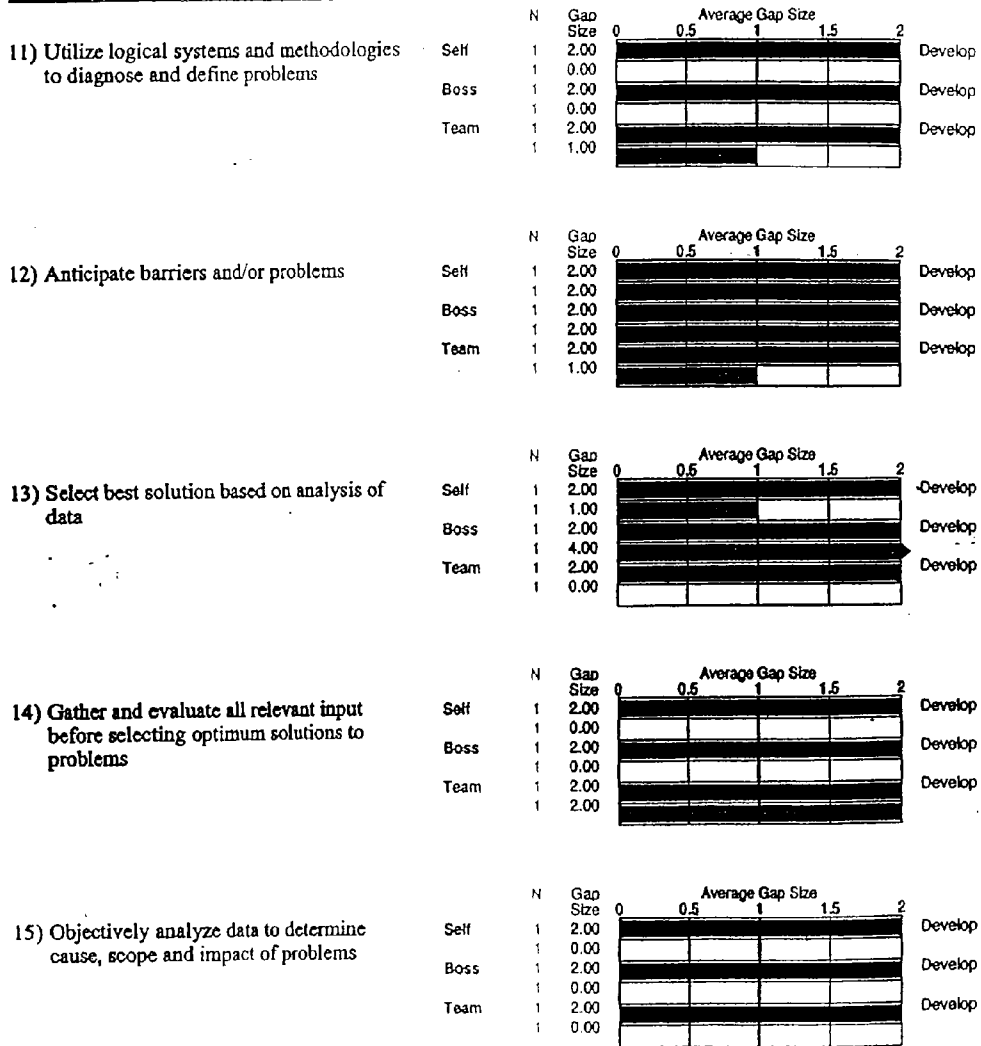 N Gap Average Gap Size
Size 0 0.5 1 1.5 2
11) Utilize logical systems and methodologies Self 1 2.00 Develop
to diagnose and define problems 1 0.00
Boss 1 2.00 Develop
1 0.00
Team 1 2.00 Develop
1 1.00
N Gap Average Gap Size
Size 0 0.5 1 1.5 2
12) Anticipate barriers and/or problems Self 1 2.00 Develop
1 2.00
Boss 1 2.00 Develop
1 2.00
Team 1 2.00 Develop
1 1.00
N Gap Average Gap Size
Size 0 0.5 1 1.5 2
13) Select best solution based on analysis of Self 1 2.00 Develop
data 1 1.00
Boss 1 2.00 Develop
1 4.00
Team 1 2.00 Develop
1 0.00
N Gap Average Gap Size
Size 0 0.5 1 1.5 2
14) Gather and evaluate all relevant input Self 1 2.00 Develop
before selecting optimum solutions to 1 0.00
problems Boss 1 2.00 Develop
1 0.00
Team 1 2.00 Develop
1 2.00
N Gap Average Gap Size
Size 0 0.5 1 1.5 2
15) Objectively analyze data to determine Self 1 2.00 Develop
cause, scope and impact of problems 1 0.00
Boss 1 2.00 Develop
1 0.00
Team 1 2.00 Develop
1 0.00